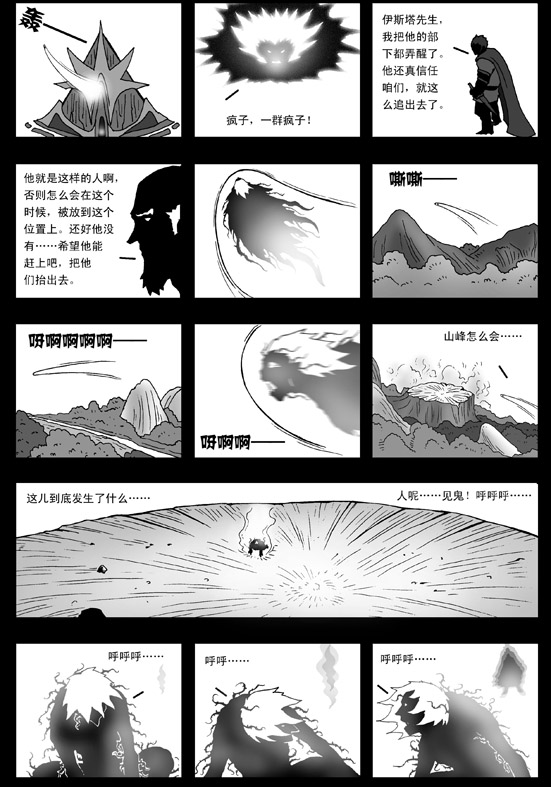 轰
疯子，一群疯子！
伊斯塔先生，
我把他的部
下都弄醒了。
他还真信任
咱们，就这
么追出去了。
他就是这样的人啊，
否则怎么会在这个
时候，被放到这个
位置上。还好他没
有……希望他能
赶上吧，把他
们抬出去。
嘶嘶——
呀啊啊啊啊——
呀啊啊——
山峰怎么会……
这儿到底发生了什么……
人呢……见鬼！呼呼呼……
呼呼呼……
呼呼……
呼呼呼……